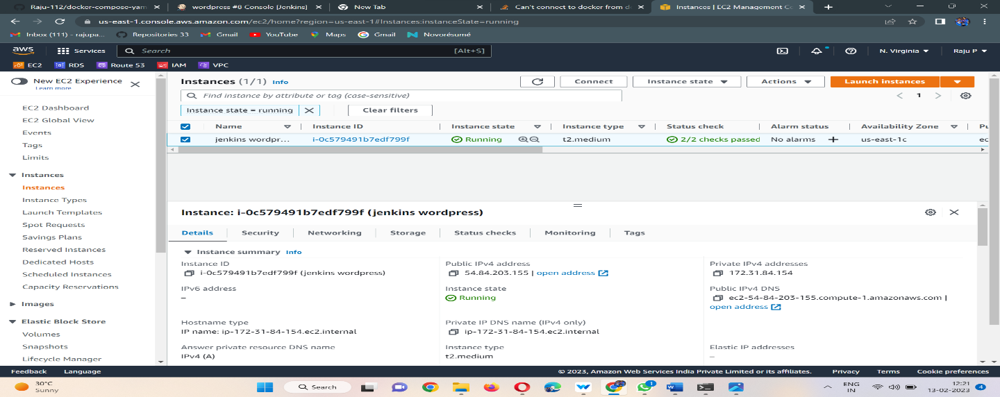 Raju-112/docker-compose-yam
wordpress #8 Console [Jenkins]
New Tab
Can't connect to docker from d
Instances | EC2 Management Co
us-east-1.console.aws.amazon.com/ec2/home?region=us-east-1#Instances:instanceState=running
Inbox (111) - rajupa... Repositories 33 Gmail YouTube Maps Gmail Novorésumé
aws Services Search [Alt+S] N. Virginia Raju P
EC2 RDS Route 53 IAM VPC
New EC2 Experience
Learn more
EC2 Dashboard
EC2 Global View
Events
Tags
Limits
Instances
Instances
Instance Types
Launch Templates
Spot Requests
Savings Plans
Reserved Instances
Dedicated Hosts
Scheduled Instances
Capacity Reservations
Images
Elastic Block Store
Volumes
Snapshots
Lifecycle Manager
Instances (1/1) Info Connect Instance state Actions Launch instances
Find instance by attribute or tag (case-sensitive) 1
Instance state = running Clear filters
Name Instance ID Instance state Instance type Status check Alarm status Availability Zone Pu
jenkins wordpr... i-0c579491b7edf799f Running t2.medium 2/2 checks passed No alarms us-east-1c ec
Instance: i-0c579491b7edf799f (jenkins wordpress)
Details Security Networking Storage Status checks Monitoring Tags
Instance summary Info
Instance ID
i-0c579491b7edf799f (jenkins wordpress)
Public IPv4 address
54.84.203.155 | open address
Private IPv4 addresses
172.31.84.154
IPv6 address
–
Instance state
Running
Public IPv4 DNS
ec2-54-84-203-155.compute-1.amazonaws.com |
open address
Hostname type
IP name: ip-172-31-84-154.ec2.internal
Private IP DNS name (IPv4 only)
ip-172-31-84-154.ec2.internal
Answer private resource DNS name
IPv4 (A)
Instance type
t2.medium
Elastic IP addresses
–
Feedback Language © 2023, Amazon Web Services India Private Limited or its affiliates. Privacy Terms Cookie preferences
30°C
Sunny
Search
1
ENG
IN
12:21
13-02-2023
4